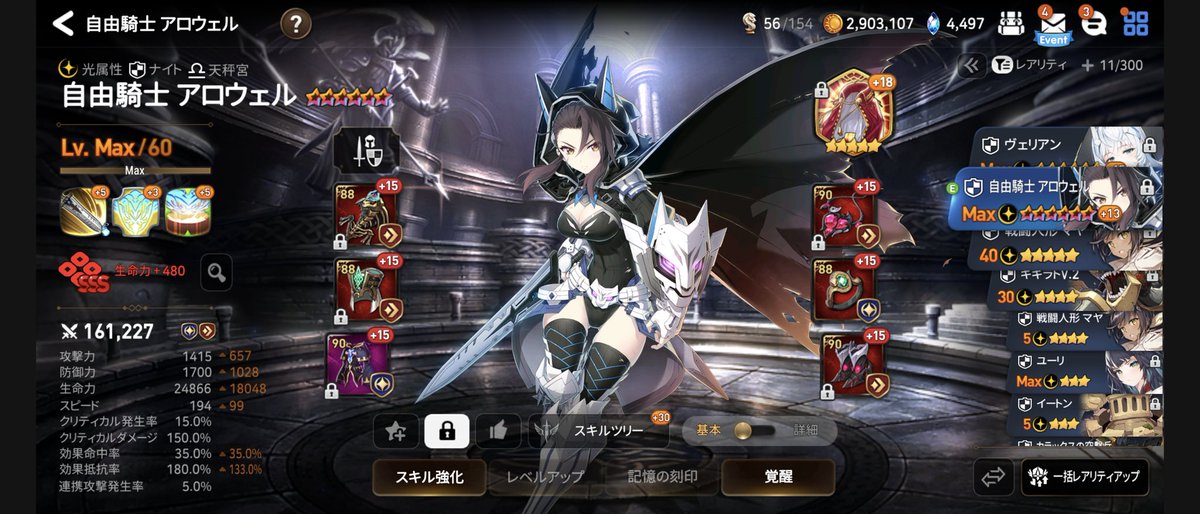 自由騎士 アロウェル
?
56/154
2,903,107
4,497
4
Event
3
光属性 ナイト 天秤宮
自由騎士 アロウェル
Lv. Max/60
Max
+5
+3
+5
SSS
生命力 + 480
161,227
攻撃力 1415 657
防御力 1700 1028
生命力 24866 18048
スピード 194 99
クリティカル発生率 15.0%
クリティカルダメージ 150.0%
効果命中率 35.0% 35.0%
効果抵抗率 180.0% 133.0%
連携攻撃発生率 5.0%
88 +15
88 +15
90 +15
+18
90 +15
88 +15
90 +15
+30
スキルツリー
基本 詳細
スキル強化
レベルアップ
記憶の刻印
覚醒
レアリティ + 11/300
ヴェリアン
E
自由騎士 アロウェル
Max +13
40
キキラトV.2
30
戦闘人形 マヤ
5
ユーリ
Max
イートン
5
一括レアリティアップ